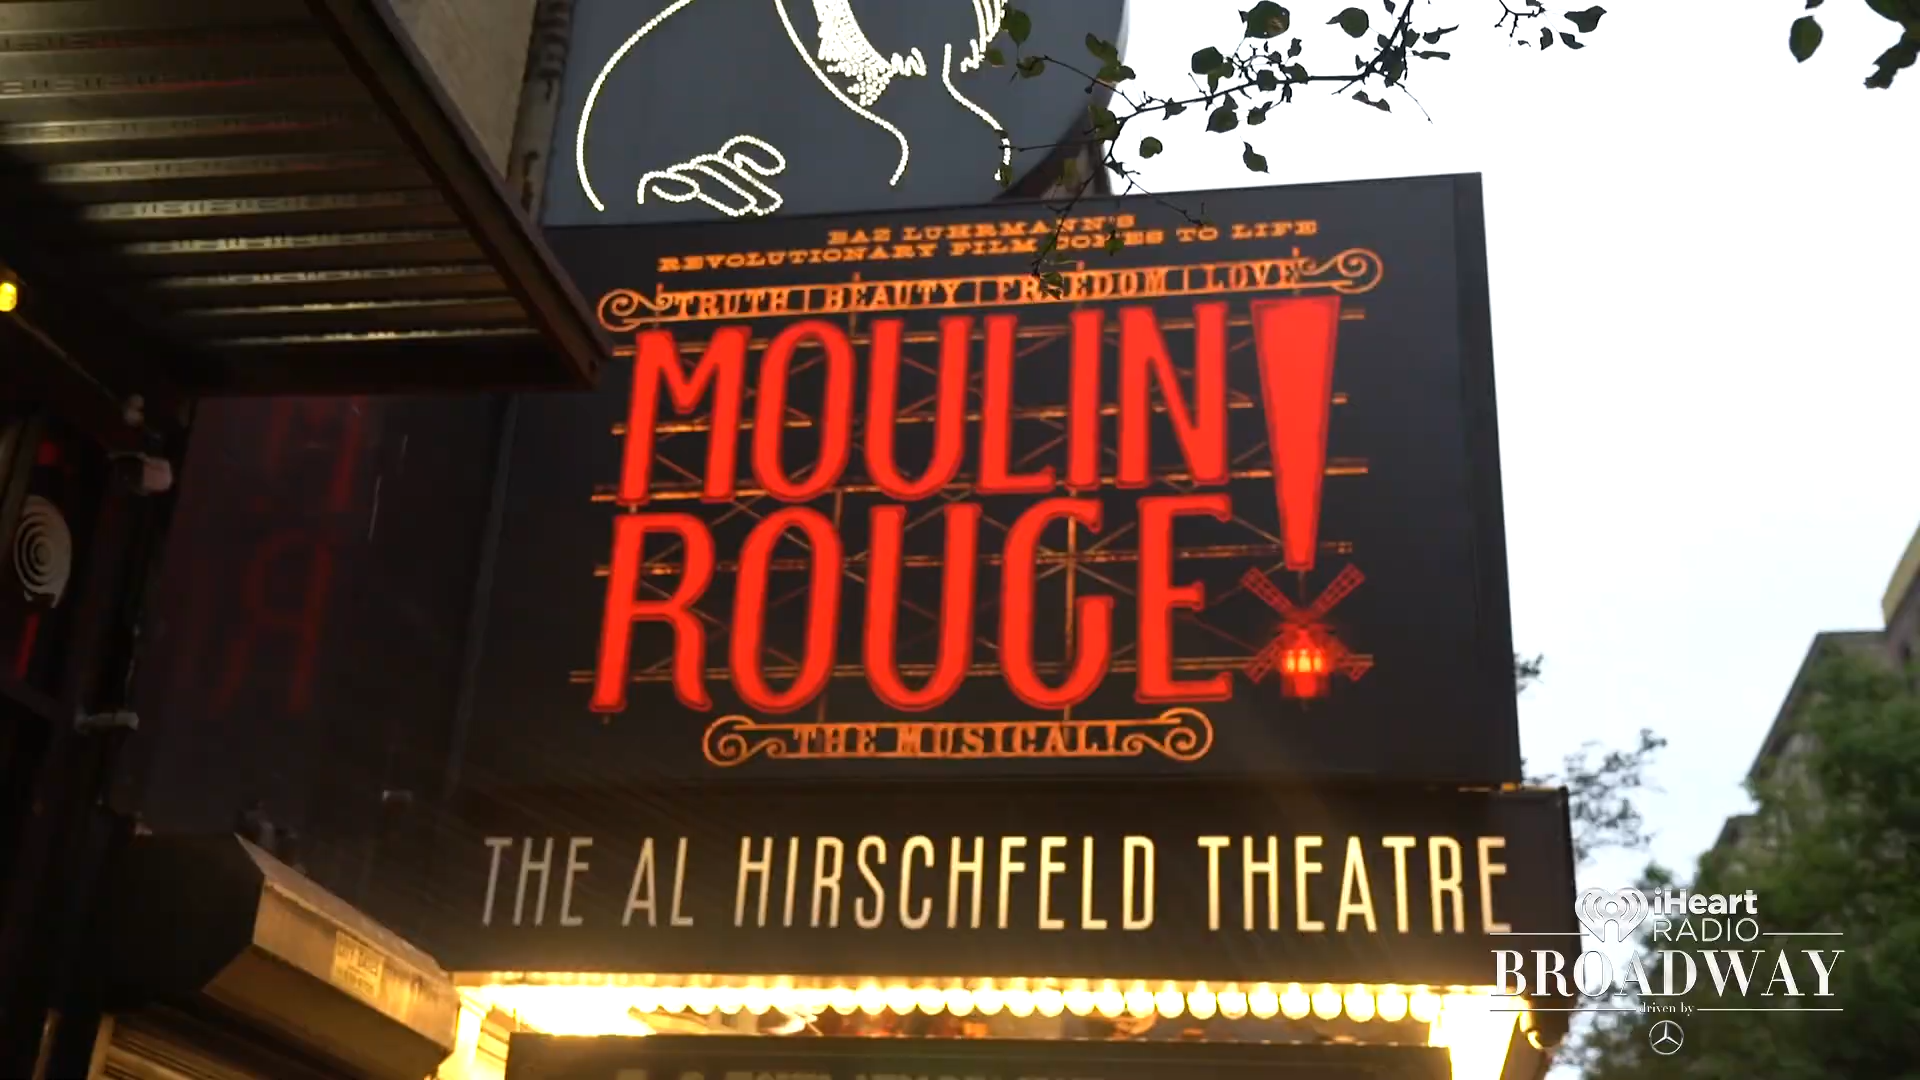 BAZ LUHRMANN'S
REVOLUTIONARY FILM COMES TO LIFE
TRUTH | BEAUTY | FREEDOM | LOVE
MOULIN
ROUGE!
THE MUSICAL
THE AL HIRSCHFELD THEATRE
iHeart
RADIO
BROADWAY
driven by